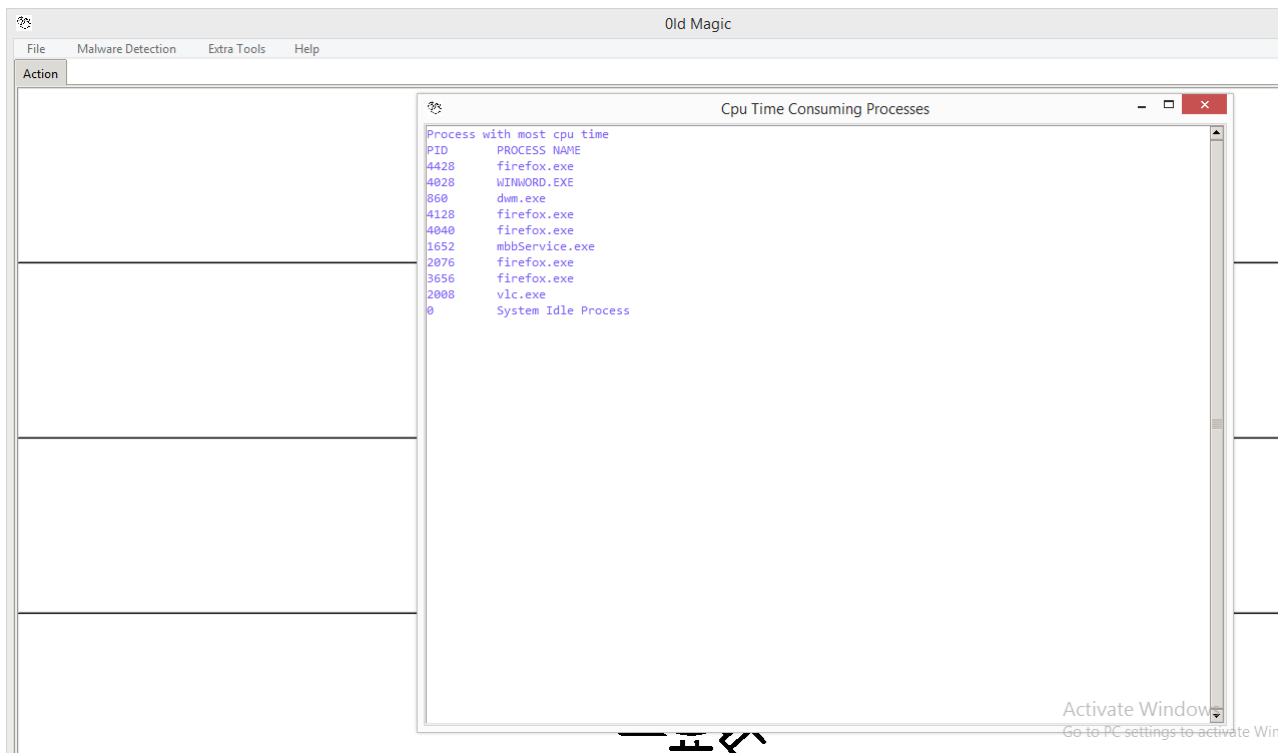 0ld Magic
File Malware Detection Extra Tools Help
Action
Cpu Time Consuming Processes
Process with most cpu time
PID PROCESS NAME
4428 firefox.exe
4028 WINWORD.EXE
860 dwm.exe
4128 firefox.exe
4040 firefox.exe
1652 mbbService.exe
2076 firefox.exe
3656 firefox.exe
2008 vlc.exe
0 System Idle Process
Activate Windows
Go to PC settings to activate Win